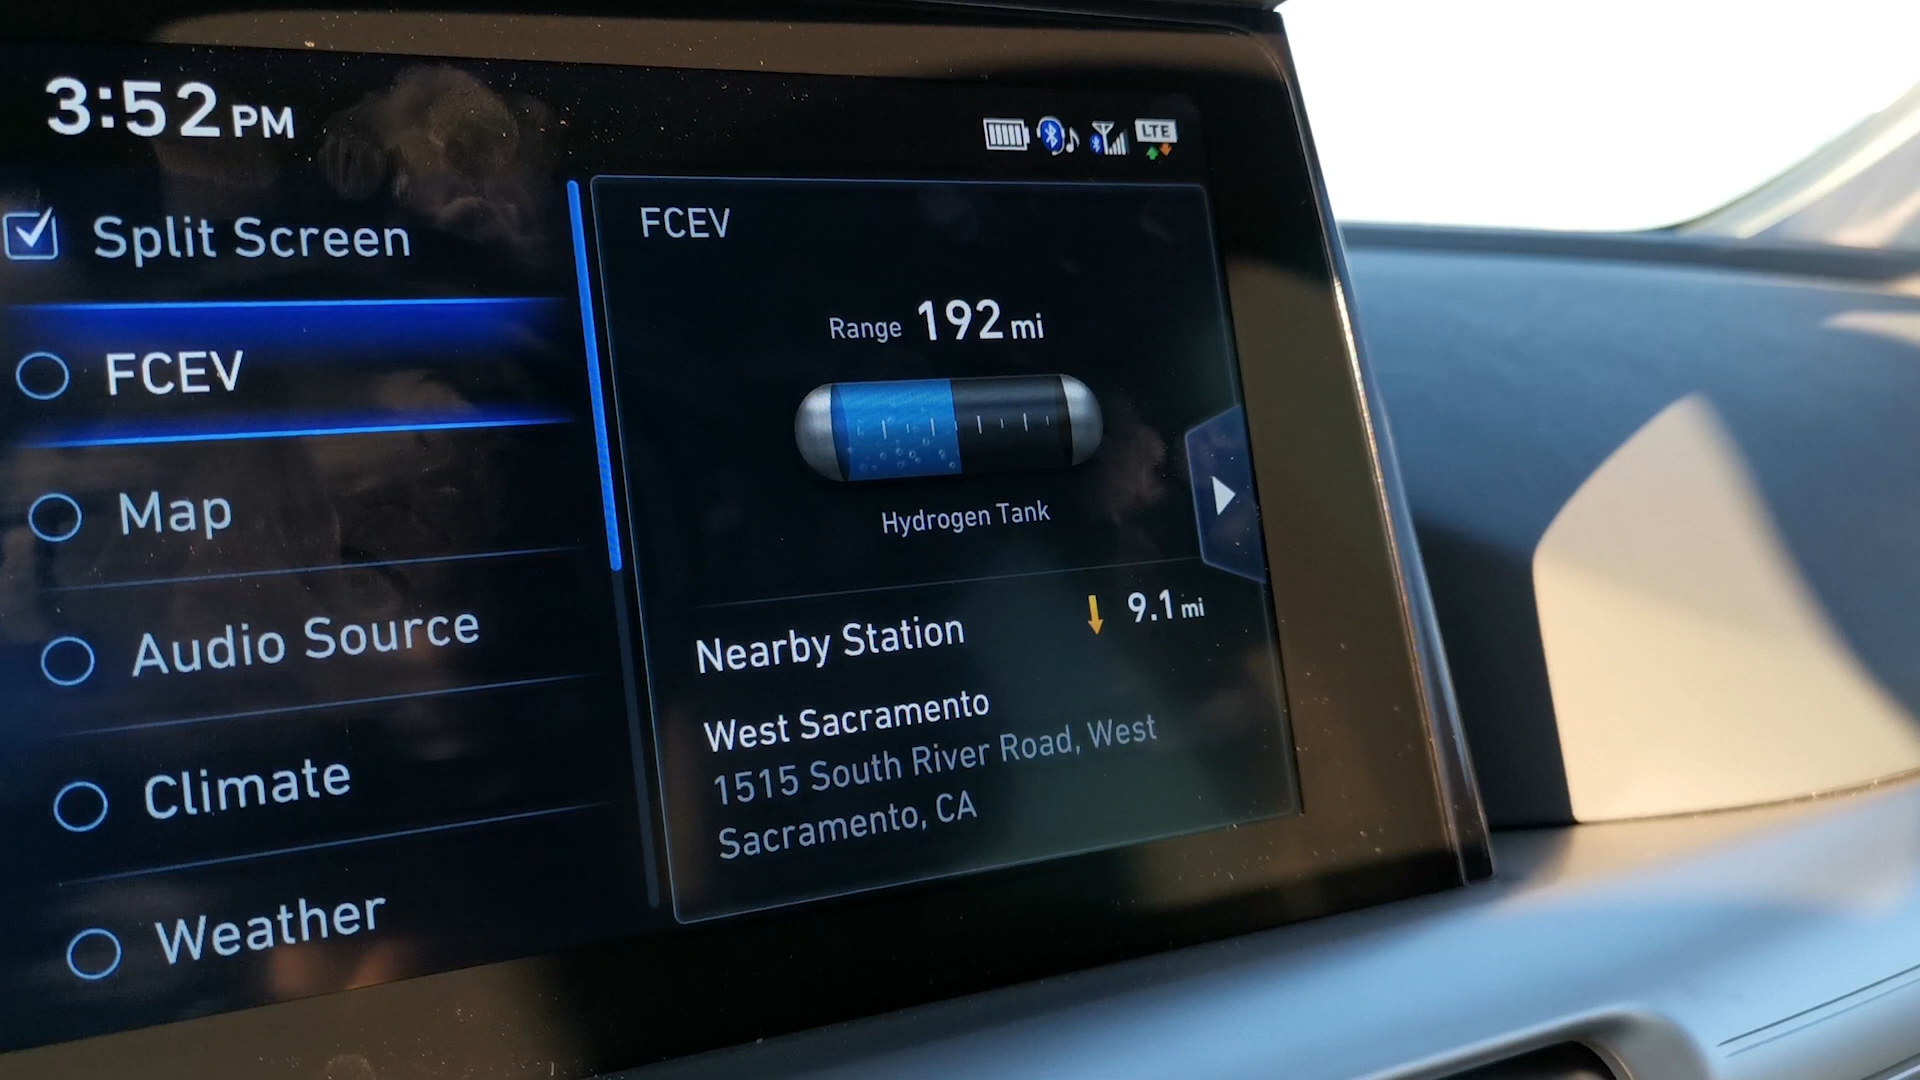 3:52 PM
LTE
Split Screen
FCEV
Map
Audio Source
Climate
Weather
FCEV
Range 192 mi
Hydrogen Tank
Nearby Station 9.1 mi
West Sacramento
1515 South River Road, West
Sacramento, CA